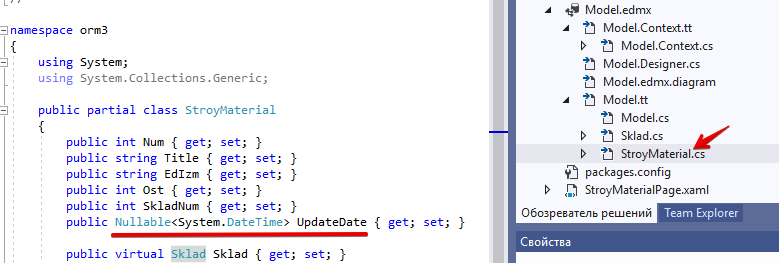 //
namespace orm3
{
using System;
using System.Collections.Generic;
public partial class StroyMaterial
{
public int Num { get; set; }
public string Title { get; set; }
public string EdIzm { get; set; }
public int Ost { get; set; }
public int SkladNum { get; set; }
public Nullable<System.DateTime> UpdateDate { get; set; }
public virtual Sklad Sklad { get; set; }
Model.edmx
Model.Context.tt
Model.Context.cs
Model.Designer.cs
Model.edmx.diagram
Model.tt
Model.cs
Sklad.cs
StroyMaterial.cs
packages.config
StroyMaterialPage.xaml
Обозреватель решений Team Explorer
Свойства